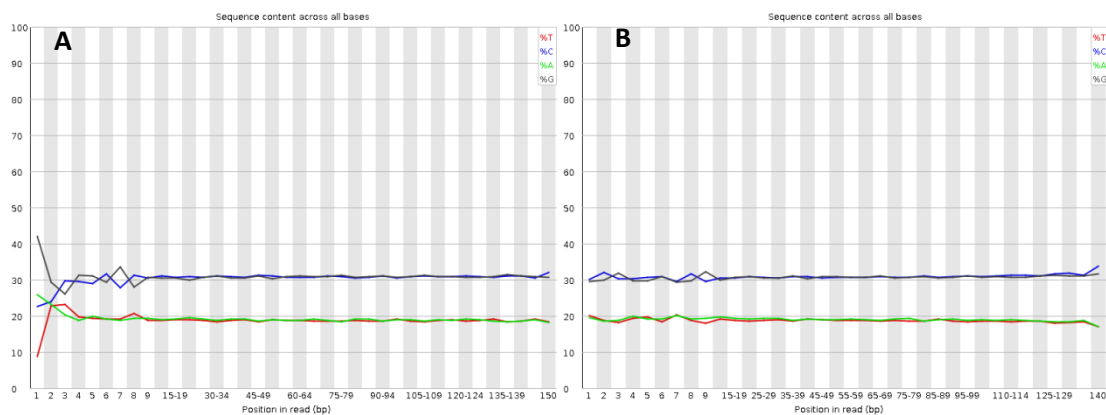 Sequence content across all bases
A
%T
%C
%A
%G
100
90
80
70
60
50
40
30
20
10
0
1 2 3 4 5 6 7 8 9 15-19 30-34 45-49 60-64 75-79 90-94 105-109 120-124 135-139 150
Position in read (bp)
Sequence content across all bases
B
%T
%C
%A
%G
100
90
80
70
60
50
40
30
20
10
0
1 2 3 4 5 6 7 8 9 15-19 25-29 35-39 45-49 55-59 65-69 75-79 85-89 95-99 110-114 125-129 140
Position in read (bp)